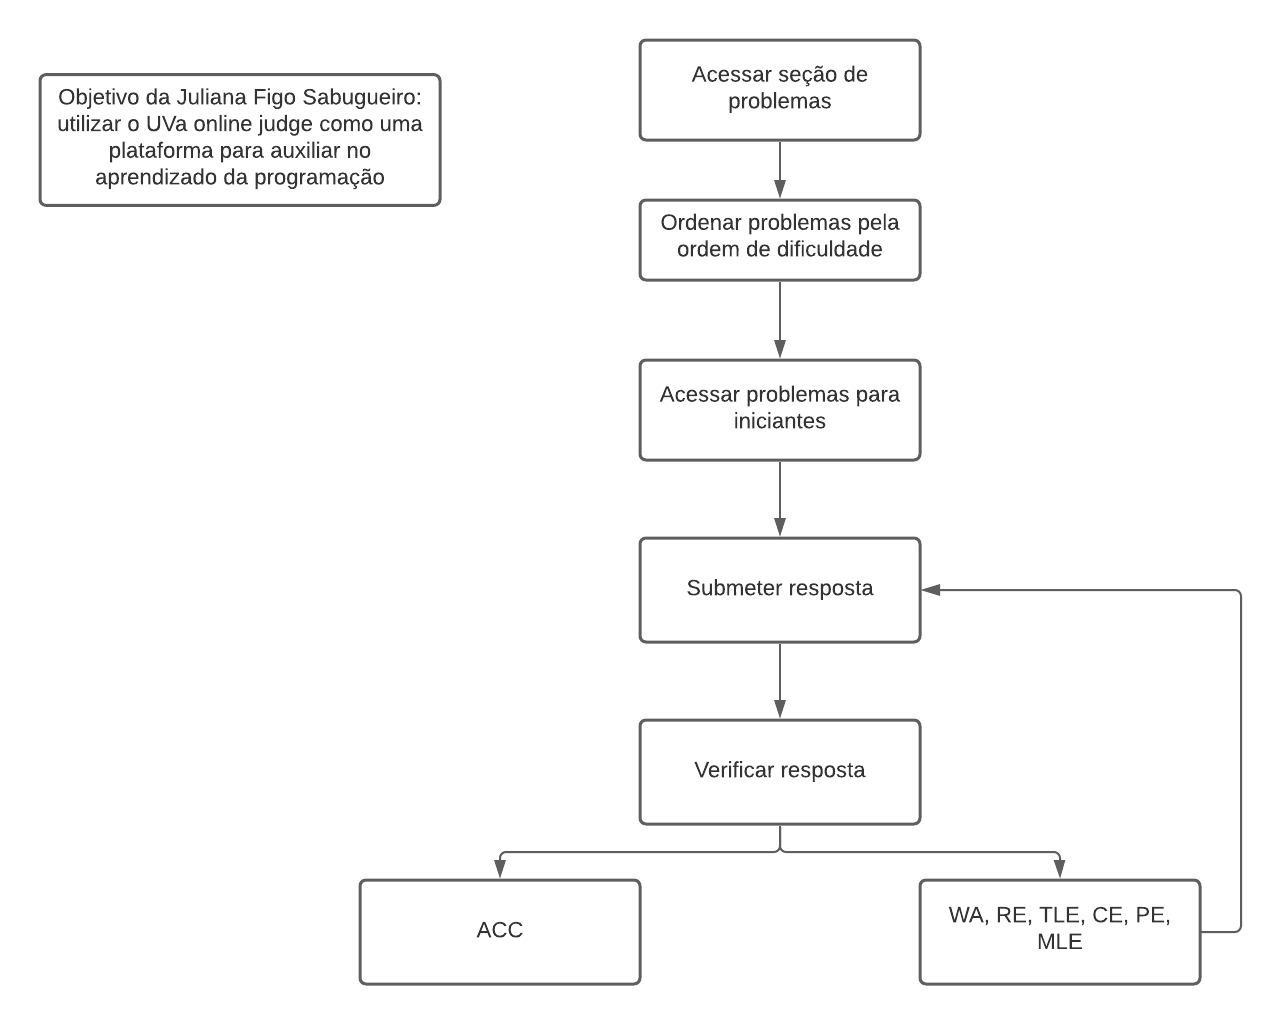 Objetivo da Juliana Figo Sabugueiro:
utilizar o UVa online judge como uma
plataforma para auxiliar no
aprendizado da programação
Acessar seção de
problemas
Ordenar problemas pela
ordem de dificuldade
Acessar problemas para
iniciantes
Submeter resposta
Verificar resposta
ACC
WA, RE, TLE, CE, PE,
MLE